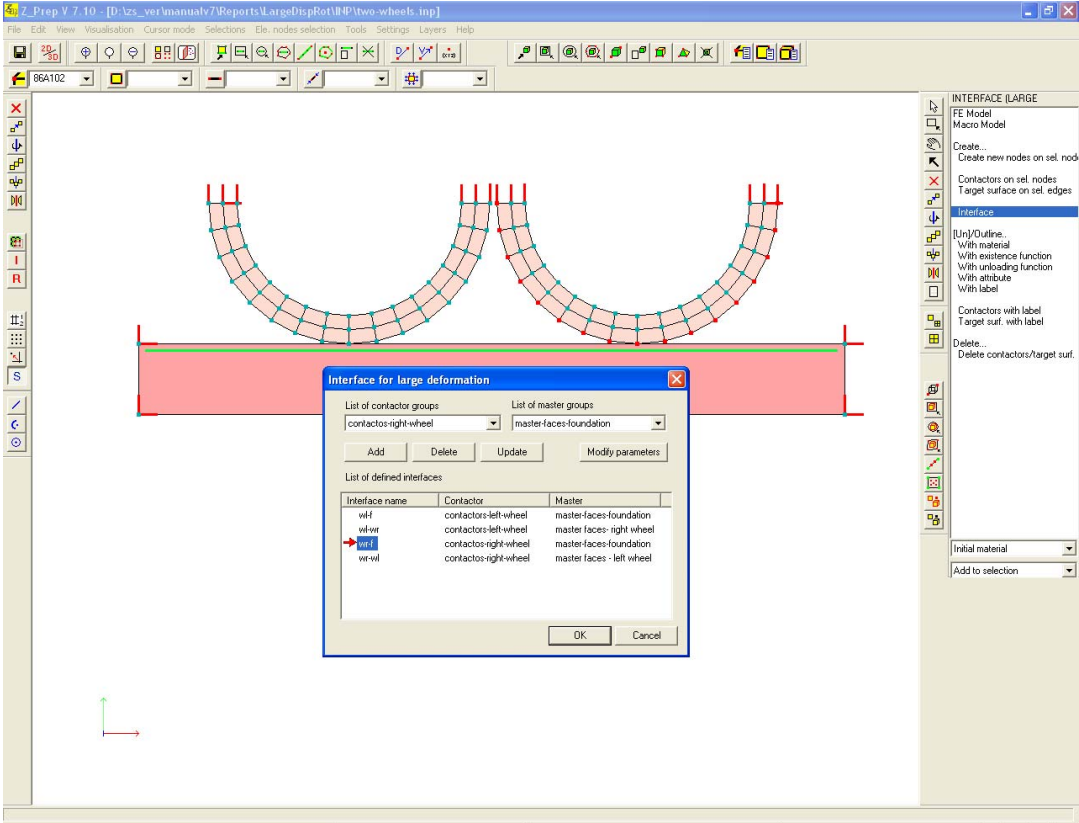 Z_Prep V 7.10 - [D:\zs_ver\manualv7\Reports\LargeDispRot\INP\two-wheels.inp]
File Edit View Visualisation Cursor mode Selections Ele. nodes selection Tools Settings Layers Help
2D
3D
86A102
INTERFACE (LARGE
FE Model
Macro Model
Create...
Create new nodes on sel. nod
Contactors on sel. nodes
Target surface on sel. edges
Interface
[Un]/Outline..
With material
With existence function
With unloading function
With attribute
With label
Contactors with label
Target surf. with label
Delete...
Delete contactors/target surf.
Initial material
Add to selection
I
R
S
Interface for large deformation
List of contactor groups List of master groups
contactos-right-wheel master-faces-foundation
Add Delete Update Modify parameters
List of defined interfaces
Interface name Contactor Master
wl-f contactors-left-wheel master-faces-foundation
wl-wr contactors-left-wheel master faces- right wheel
wr-f contactos-right-wheel master-faces-foundation
wr-wl contactos-right-wheel master faces - left wheel
OK Cancel